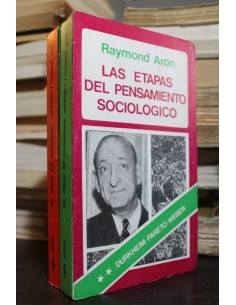 Raymond Aron
LAS ETAPAS
DEL PENSAMIENTO
SOCIOLOGICO
DURKHEIM·PARETO·WEBER